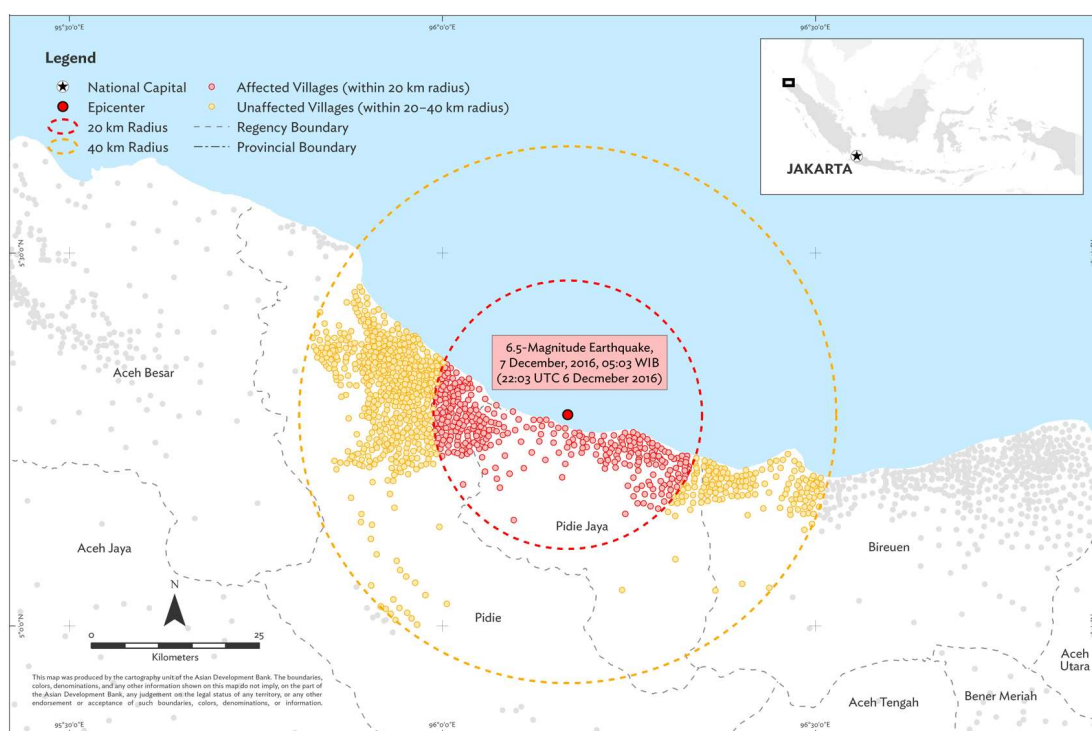 95°30'0"E
96°0'0"E
96°30'0"E
Legend
National Capital
Epicenter
20 km Radius
40 km Radius
Affected Villages (within 20 km radius)
Unaffected Villages (within 20–40 km radius)
Regency Boundary
Provincial Boundary
JAKARTA
6.5-Magnitude Earthquake,
7 December, 2016, 05:03 WIB
(22:03 UTC 6 Decmeber 2016)
Aceh Besar
Pidie Jaya
Aceh Jaya
Bireuen
Pidie
N
0
25
Kilometers
Aceh
Utara
Aceh Tengah
Bener Meriah
This map was produced by the cartography unit of the Asian Development Bank. The boundaries,
colors, denominations, and any other information shown on this map do not imply, on the part of
the Asian Development Bank, any judgement on the legal status of any territory, or any other
endorsement or acceptance of such boundaries, colors, denominations, or information.
95°30'0"E
96°0'0"E
96°30'0"E